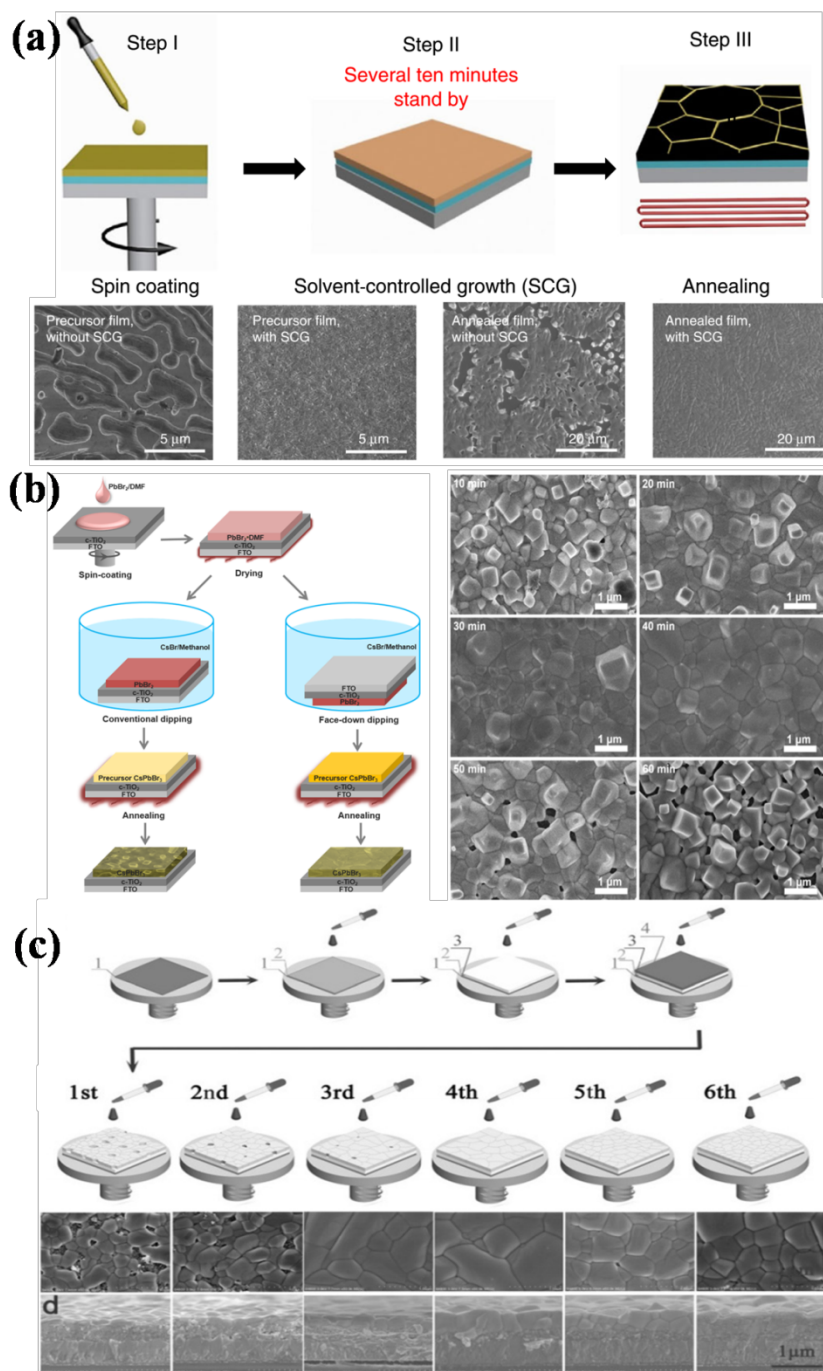 (a)
Step I
Step II
Step III
Several ten minutes
stand by
Spin coating
Solvent-controlled growth (SCG)
Annealing
Precursor film,
without SCG
5 μm
Precursor film,
with SCG
5 μm
Annealed film,
without SCG
20 μm
Annealed film,
with SCG
20 μm
(b)
PbBr₂/DMF
c-TiO₂
FTO
Spin-coating
PbBr₂·DMF
c-TiO₂
FTO
Drying
CsBr/Methanol
PbBr₂
c-TiO₂
FTO
Conventional dipping
CsBr/Methanol
FTO
c-TiO₂
PbBr₂
Face-down dipping
Precursor CsPbBr₃
c-TiO₂
FTO
Annealing
Precursor CsPbBr₃
c-TiO₂
FTO
Annealing
CsPbBr₃
c-TiO₂
FTO
CsPbBr₃
c-TiO₂
FTO
10 min
1 μm
20 min
1 μm
30 min
1 μm
40 min
1 μm
50 min
1 μm
60 min
1 μm
(c)
1
1
2
1
2
3
1
2
3
4
1st
2nd
3rd
4th
5th
6th
d
1μm